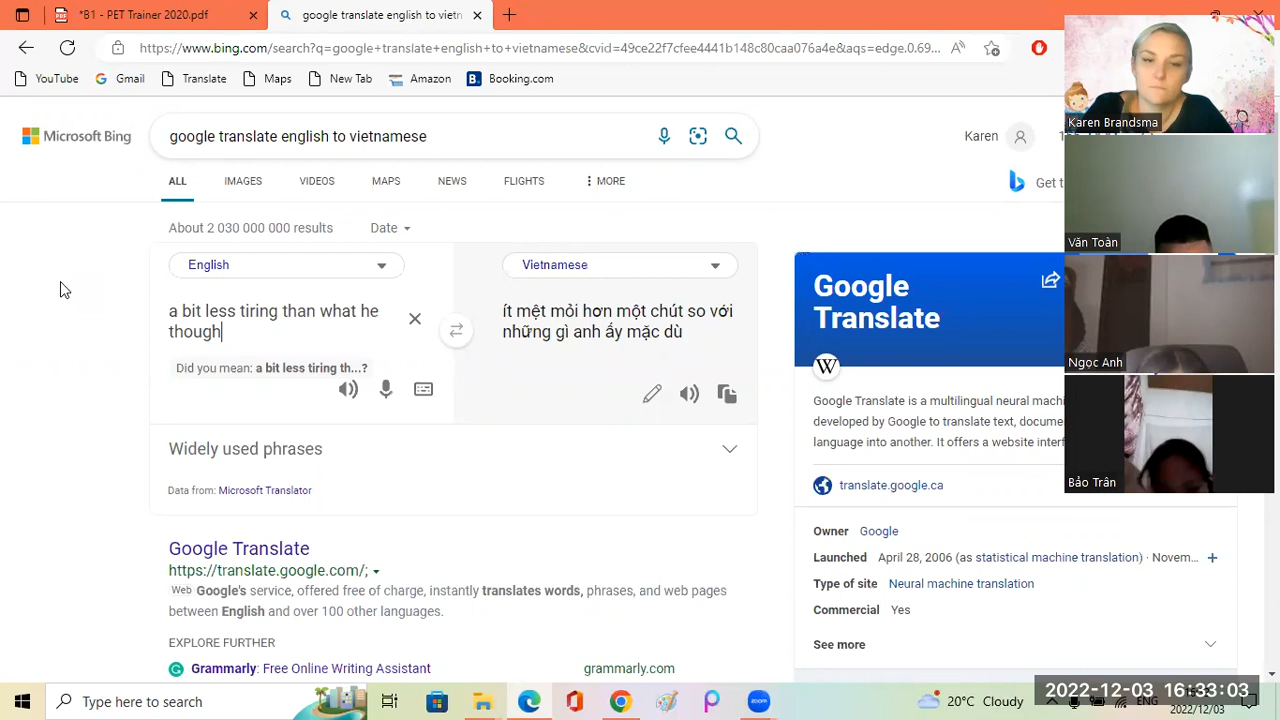 *B1 - PET Trainer 2020.pdf
google translate english to vietn
https://www.bing.com/search?q=google+translate+english+to+vietnamese&cvid=49ce22f7cfee4441b148c80caa076a4e&aqs=edge.0.69...
YouTube
Gmail
Translate
Maps
New Tab
Amazon
Booking.com
Microsoft Bing
google translate english to vietnamese
Karen
ALL
IMAGES
VIDEOS
MAPS
NEWS
FLIGHTS
MORE
Get t
About 2 030 000 000 results
Date
English
Vietnamese
a bit less tiring than what he
though
ít mệt mỏi hơn một chút so với
những gì anh ấy mặc dù
Did you mean: a bit less tiring th...?
Widely used phrases
Data from: Microsoft Translator
Google Translate
https://translate.google.com/;
Web Google's service, offered free of charge, instantly translates words, phrases, and web pages
between English and over 100 other languages.
EXPLORE FURTHER
Grammarly: Free Online Writing Assistant
grammarly.com
Google
Translate
W
Google Translate is a multilingual neural machi
developed by Google to translate text, docume
language into another. It offers a website interf
translate.google.ca
Owner Google
Launched April 28, 2006 (as statistical machine translation) · Novem...
Type of site Neural machine translation
Commercial Yes
See more
Karen Brandsma
Văn Toàn
Ngọc Anh
Bảo Trân
Type here to search
zoom
20°C Cloudy
ENG
2022-12-03 16:33:03
2022/12/03